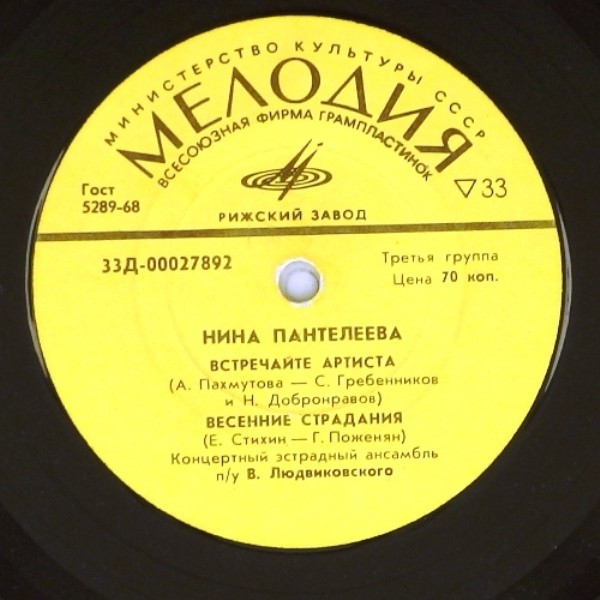 МИНИСТЕРСТВО КУЛЬТУРЫ СССР
МЕЛОДИЯ
ВСЕСОЮЗНАЯ ФИРМА ГРАМПЛАСТИНОК
Гост
5289-68
▽33
РИЖСКИЙ ЗАВОД
33Д-00027892
Третья группа
Цена 70 коп.
НИНА ПАНТЕЛЕЕВА
ВСТРЕЧАЙТЕ АРТИСТА
(А. Пахмутова — С. Гребенников
и Н. Добронравов)
ВЕСЕННИЕ СТРАДАНИЯ
(Е. Стихин — Г. Поженян)
Концертный эстрадный ансамбль
п/у В. Людвиковского